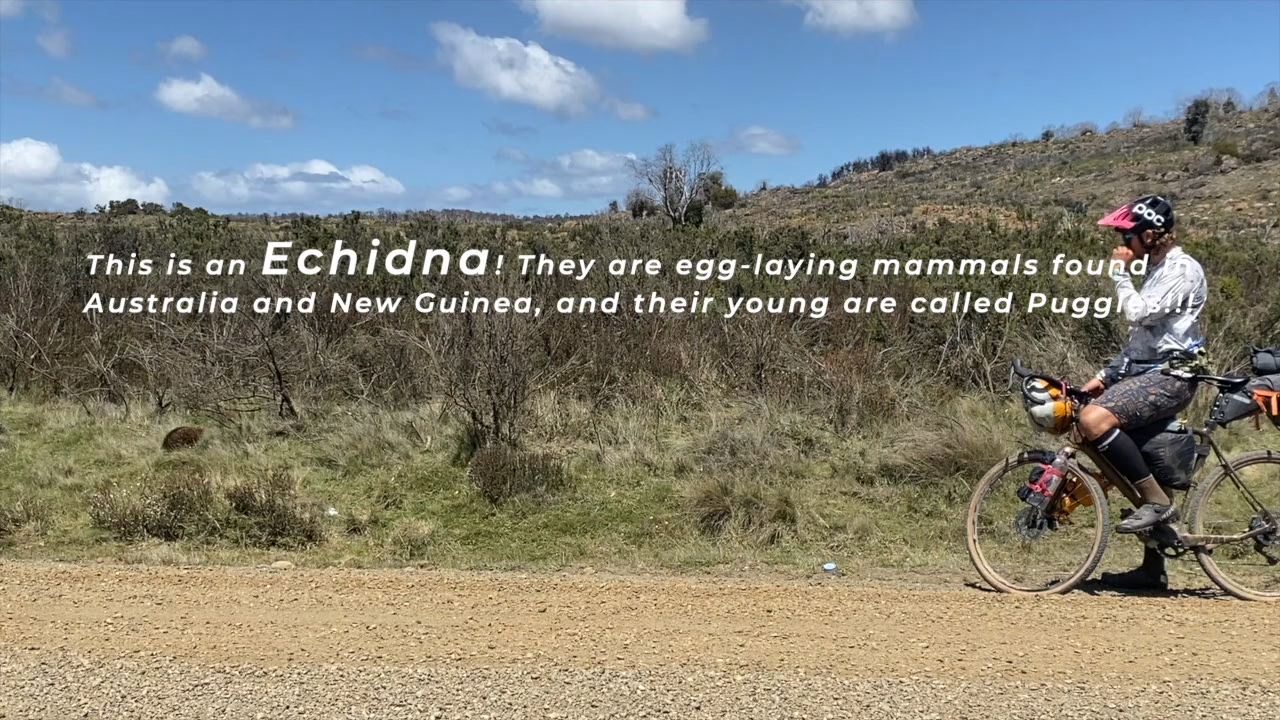 This is an Echidna! They are egg-laying mammals found in
Australia and New Guinea, and their young are called Puggles!!!
POC